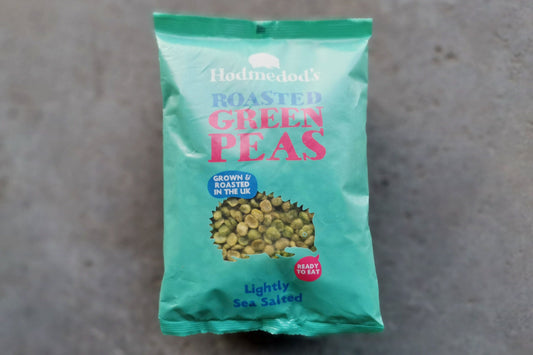 Hodmedod's
ROASTED
GREEN
PEAS
GROWN &
ROASTED
IN THE UK
READY
TO EAT
Lightly
Sea Salted